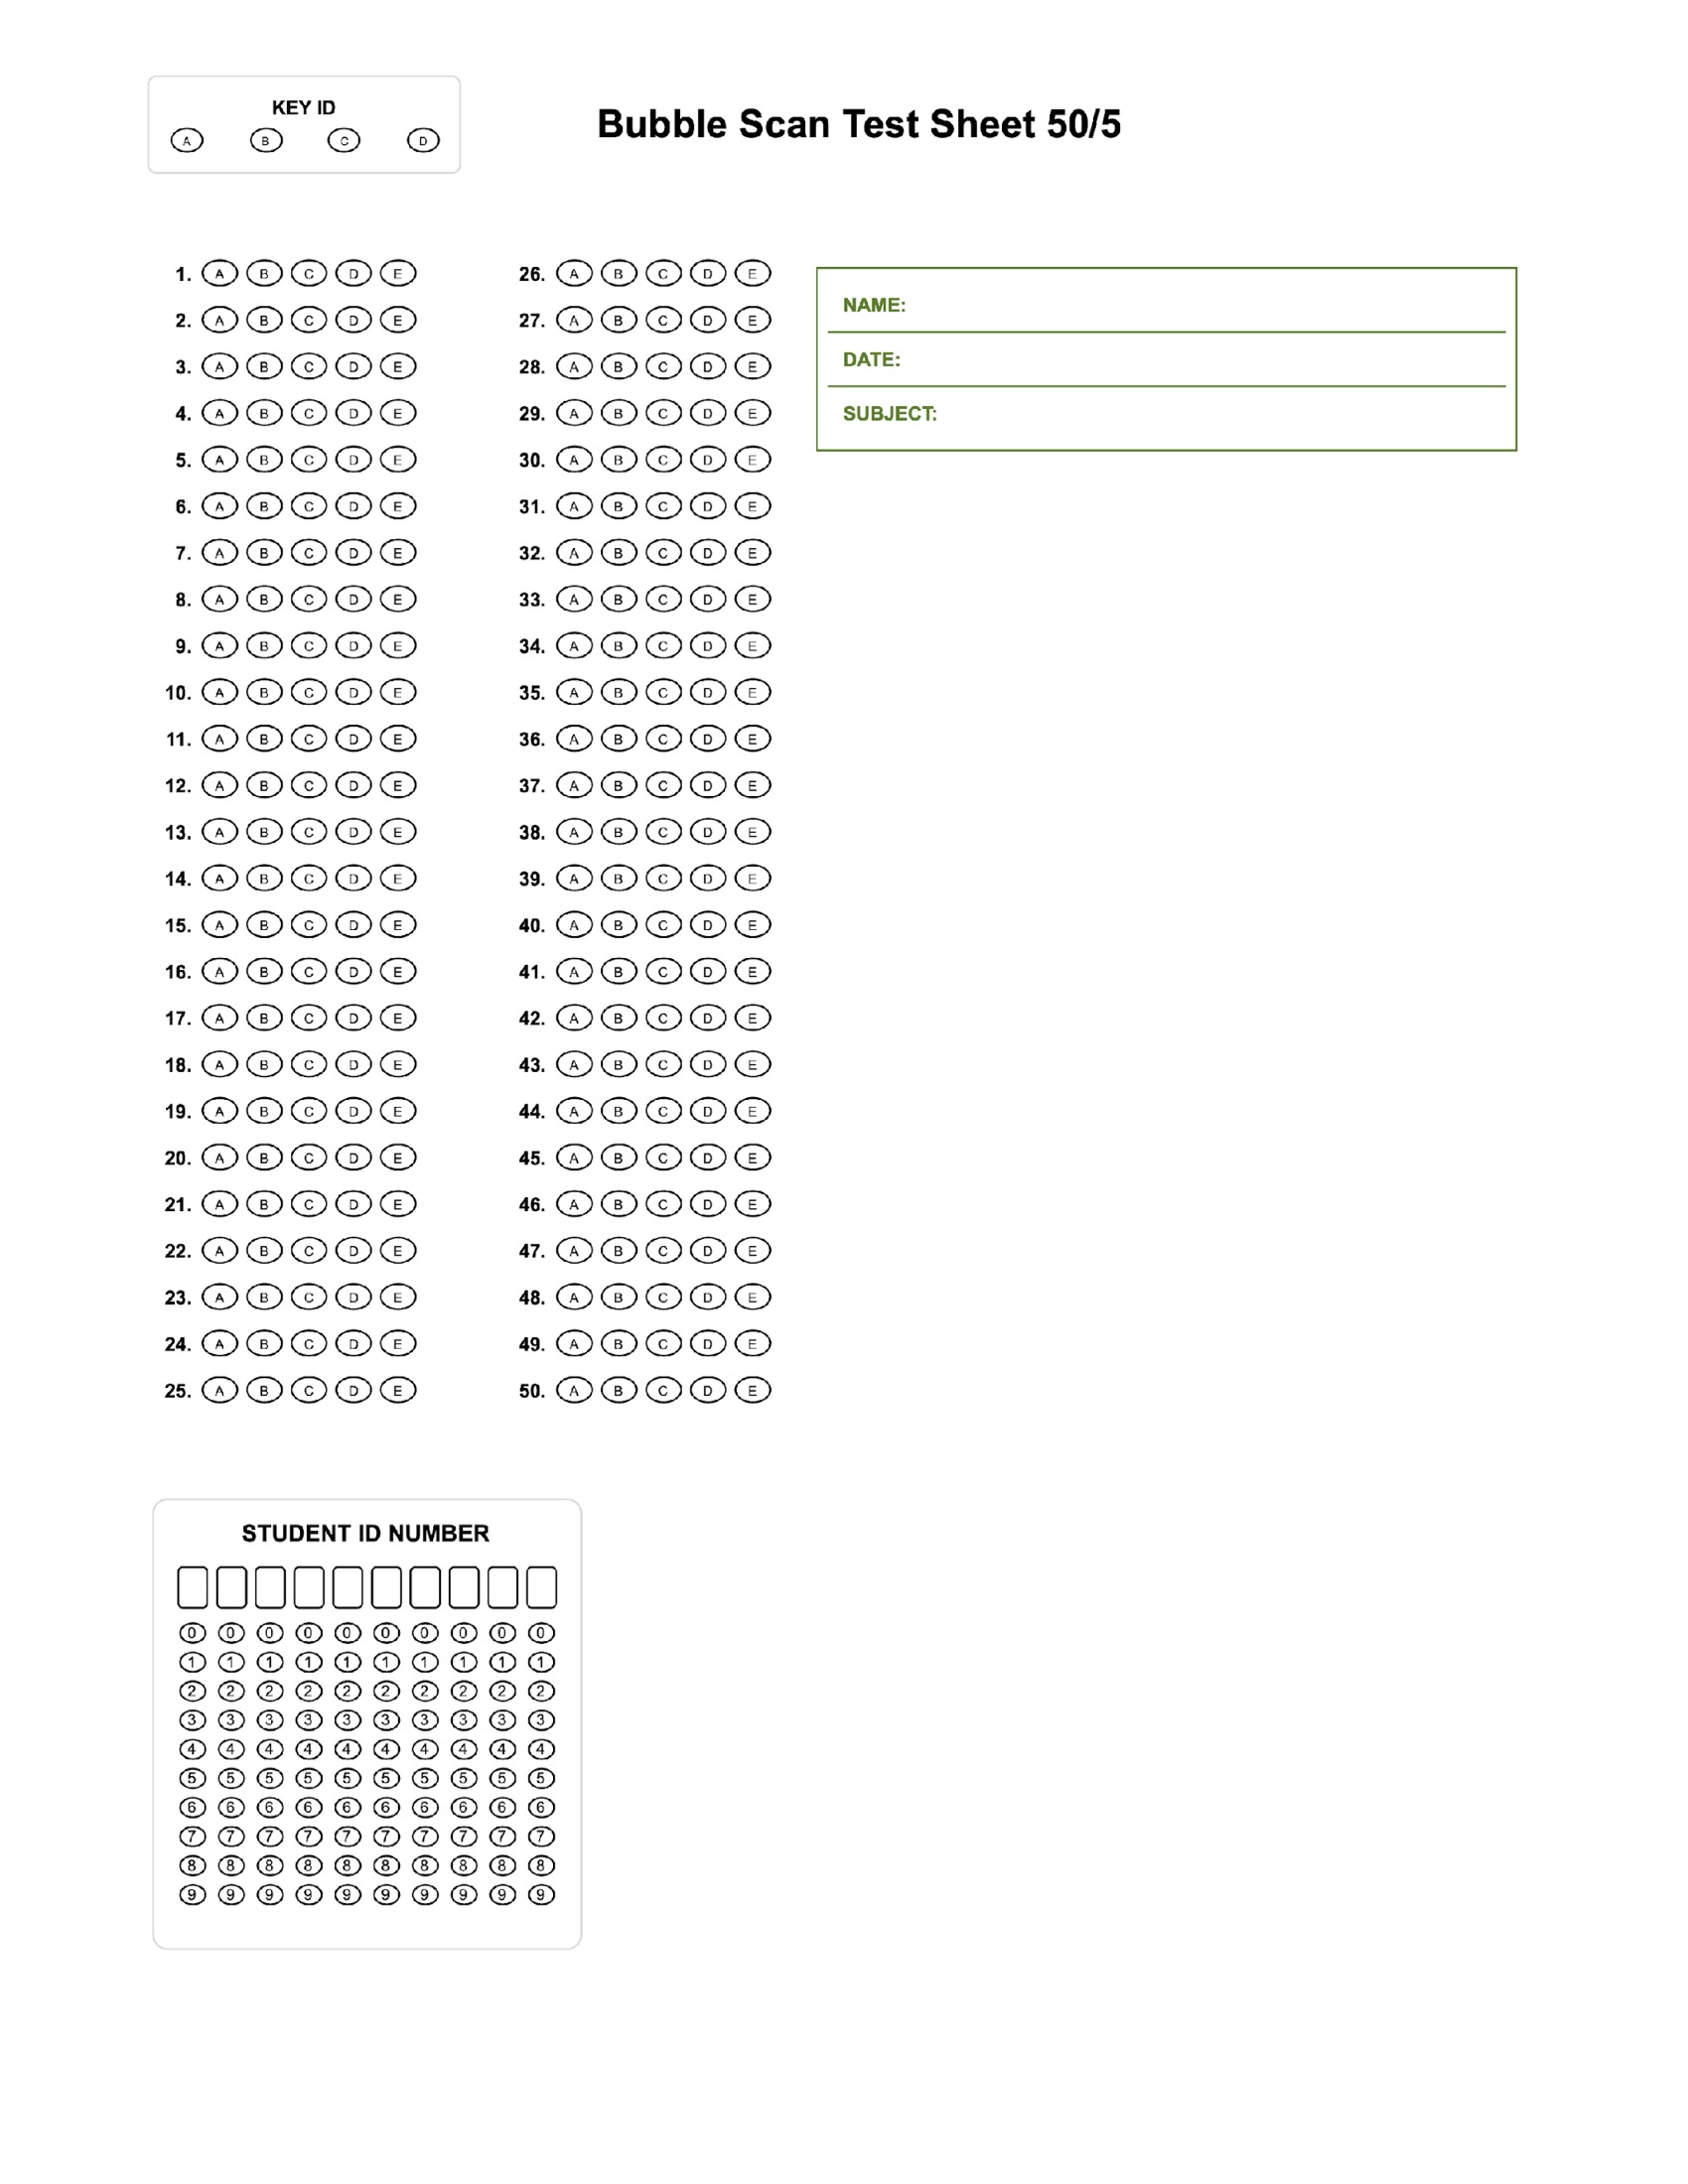 KEY ID
A B C D
Bubble Scan Test Sheet 50/5
1. A B C D E
2. A B C D E
3. A B C D E
4. A B C D E
5. A B C D E
6. A B C D E
7. A B C D E
8. A B C D E
9. A B C D E
10. A B C D E
11. A B C D E
12. A B C D E
13. A B C D E
14. A B C D E
15. A B C D E
16. A B C D E
17. A B C D E
18. A B C D E
19. A B C D E
20. A B C D E
21. A B C D E
22. A B C D E
23. A B C D E
24. A B C D E
25. A B C D E
26. A B C D E
27. A B C D E
28. A B C D E
29. A B C D E
30. A B C D E
31. A B C D E
32. A B C D E
33. A B C D E
34. A B C D E
35. A B C D E
36. A B C D E
37. A B C D E
38. A B C D E
39. A B C D E
40. A B C D E
41. A B C D E
42. A B C D E
43. A B C D E
44. A B C D E
45. A B C D E
46. A B C D E
47. A B C D E
48. A B C D E
49. A B C D E
50. A B C D E
NAME:
DATE:
SUBJECT:
STUDENT ID NUMBER
0 0 0 0 0 0 0 0 0 0
1 1 1 1 1 1 1 1 1 1
2 2 2 2 2 2 2 2 2 2
3 3 3 3 3 3 3 3 3 3
4 4 4 4 4 4 4 4 4 4
5 5 5 5 5 5 5 5 5 5
6 6 6 6 6 6 6 6 6 6
7 7 7 7 7 7 7 7 7 7
8 8 8 8 8 8 8 8 8 8
9 9 9 9 9 9 9 9 9 9